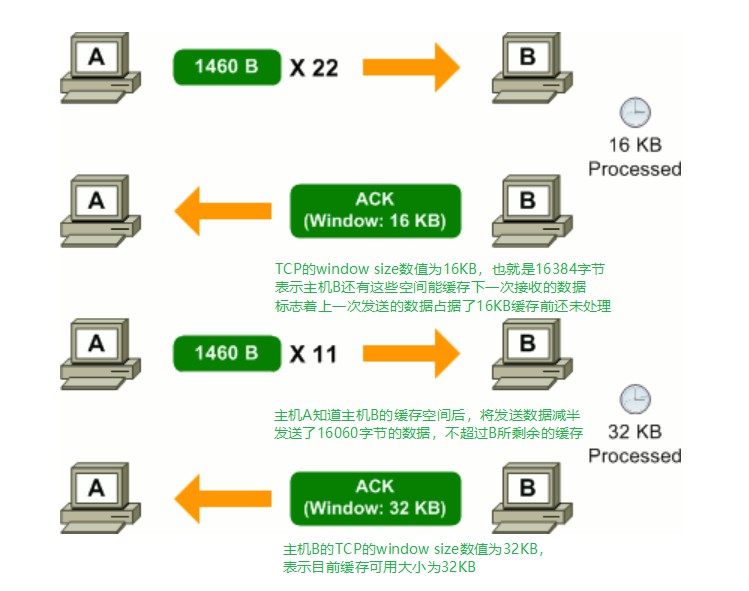 A
1460 B
X 22
B
16 KB
Processed
A
ACK
(Window: 16 KB)
B
TCP的window size数值为16KB，也就是16384字节
表示主机B还有这些空间能缓存下一次接收的数据
标志着上一次发送的数据占据了16KB缓存前还未处理
A
1460 B
X 11
B
主机A知道主机B的缓存空间后，将发送数据减半
发送了16060字节的数据，不超过B所剩余的缓存
32 KB
Processed
A
ACK
(Window: 32 KB)
B
主机B的TCP的window size数值为32KB，
表示目前缓存可用大小为32KB